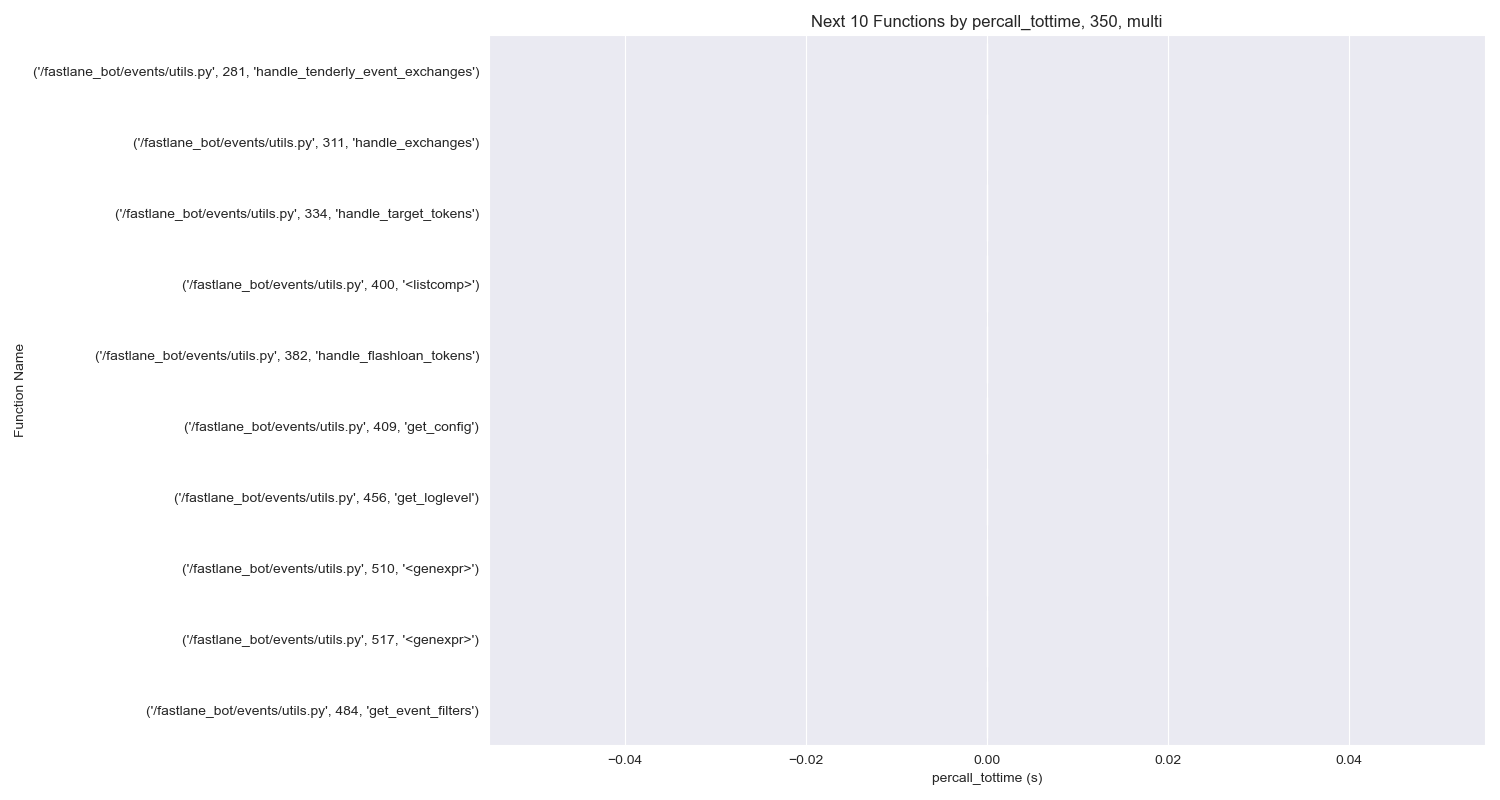 Next 10 Functions by percall_tottime, 350, multi
('/fastlane_bot/events/utils.py', 281, 'handle_tenderly_event_exchanges')
('/fastlane_bot/events/utils.py', 311, 'handle_exchanges')
('/fastlane_bot/events/utils.py', 334, 'handle_target_tokens')
('/fastlane_bot/events/utils.py', 400, '<listcomp>')
('/fastlane_bot/events/utils.py', 382, 'handle_flashloan_tokens')
('/fastlane_bot/events/utils.py', 409, 'get_config')
('/fastlane_bot/events/utils.py', 456, 'get_loglevel')
('/fastlane_bot/events/utils.py', 510, '<genexpr>')
('/fastlane_bot/events/utils.py', 517, '<genexpr>')
('/fastlane_bot/events/utils.py', 484, 'get_event_filters')
Function Name
−0.04 −0.02 0.00 0.02 0.04
percall_tottime (s)